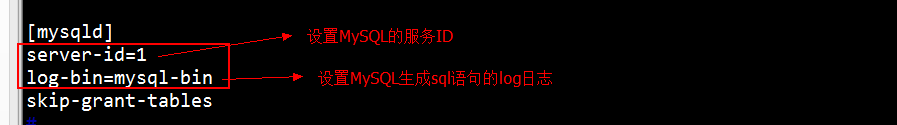 [mysqld]
server-id=1
设置MySQL的服务ID
log-bin=mysql-bin
设置MySQL生成sql语句的log日志
skip-grant-tables
#